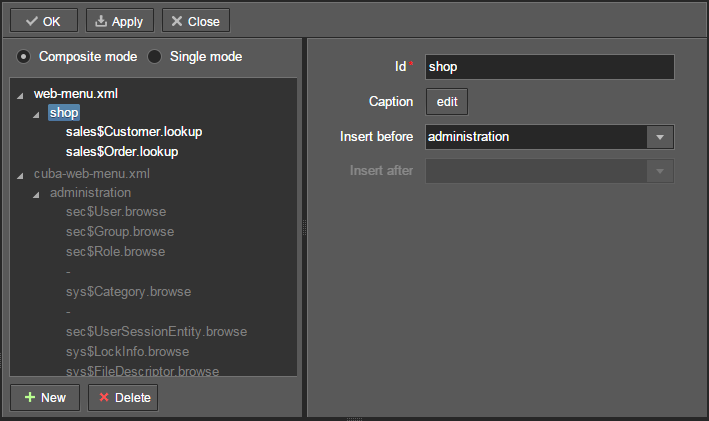 OK Apply Close
Composite mode Single mode
web-menu.xml
shop
sales$Customer.lookup
sales$Order.lookup
cuba-web-menu.xml
administration
sec$User.browse
sec$Group.browse
sec$Role.browse
-
sys$Category.browse
-
sec$UserSessionEntity.browse
sys$LockInfo.browse
sys$FileDescriptor.browse
New Delete
Id * shop
Caption edit
Insert before administration
Insert after